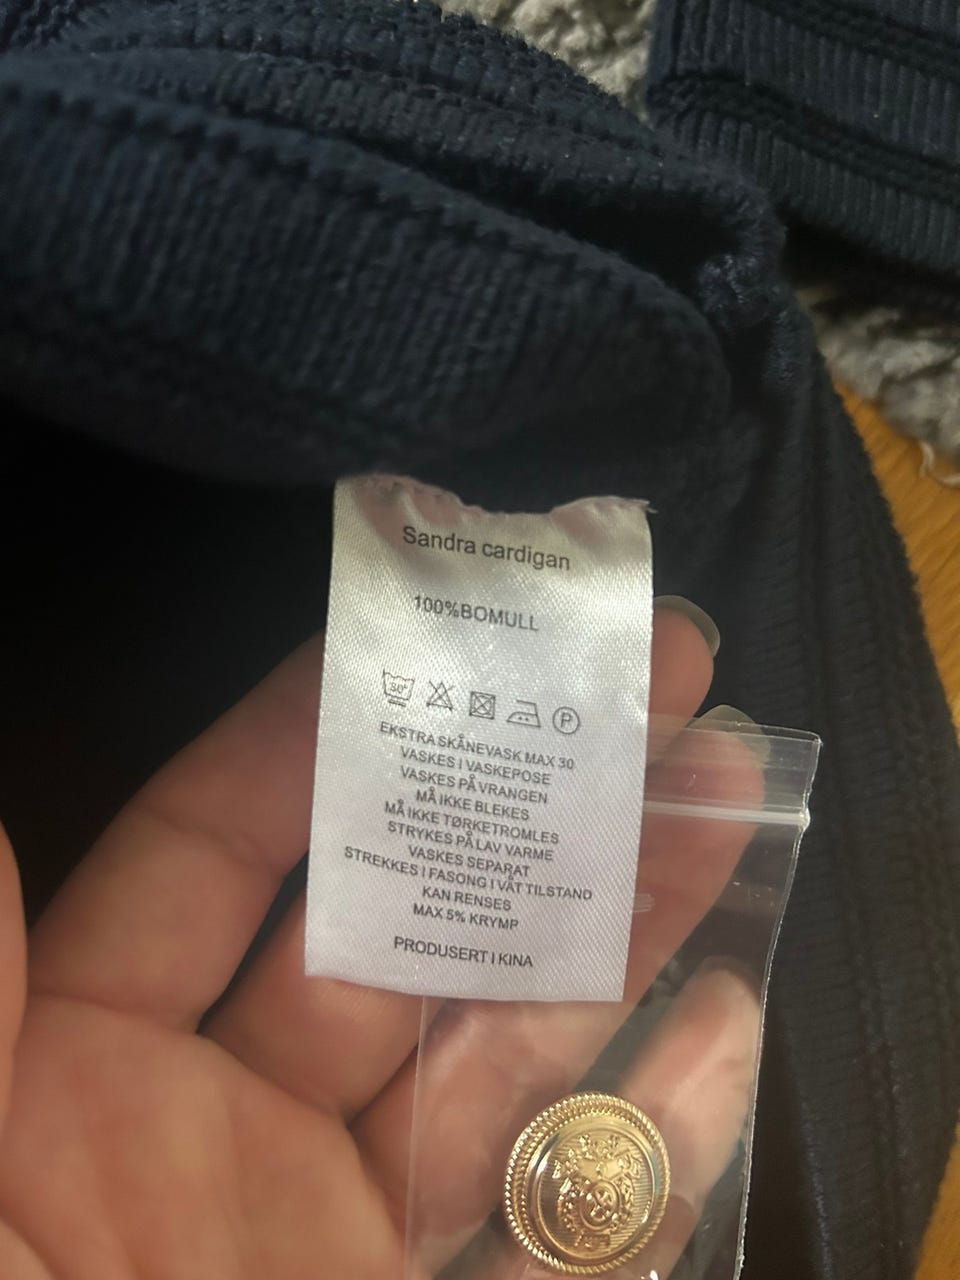 Sandra cardigan
100%BOMULL
30°
P
EKSTRA SKÅNEVASK MAX 30
VASKES I VASKEPOSE
VASKES PÅ VRANGEN
MÅ IKKE BLEKES
MÅ IKKE TØRKETROMLES
STRYKES PÅ LAV VARME
VASKES SEPARAT
STREKKES I FASONG I VÅT TILSTAND
KAN RENSES
MAX 5% KRYMP
PRODUSERT I KINA